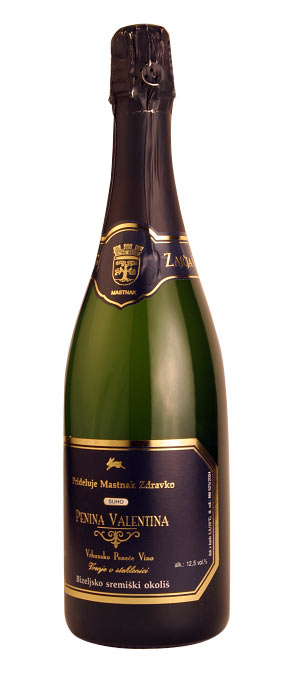 MASTNAK
Prideluje Mastnak Zdravko
SUHO
PENINA VALENTINA
Vrhunsko Peneče Vino
Vrenje v steklenici
Bizeljsko sremiški okoliš
alk.: 12,5 vol.%